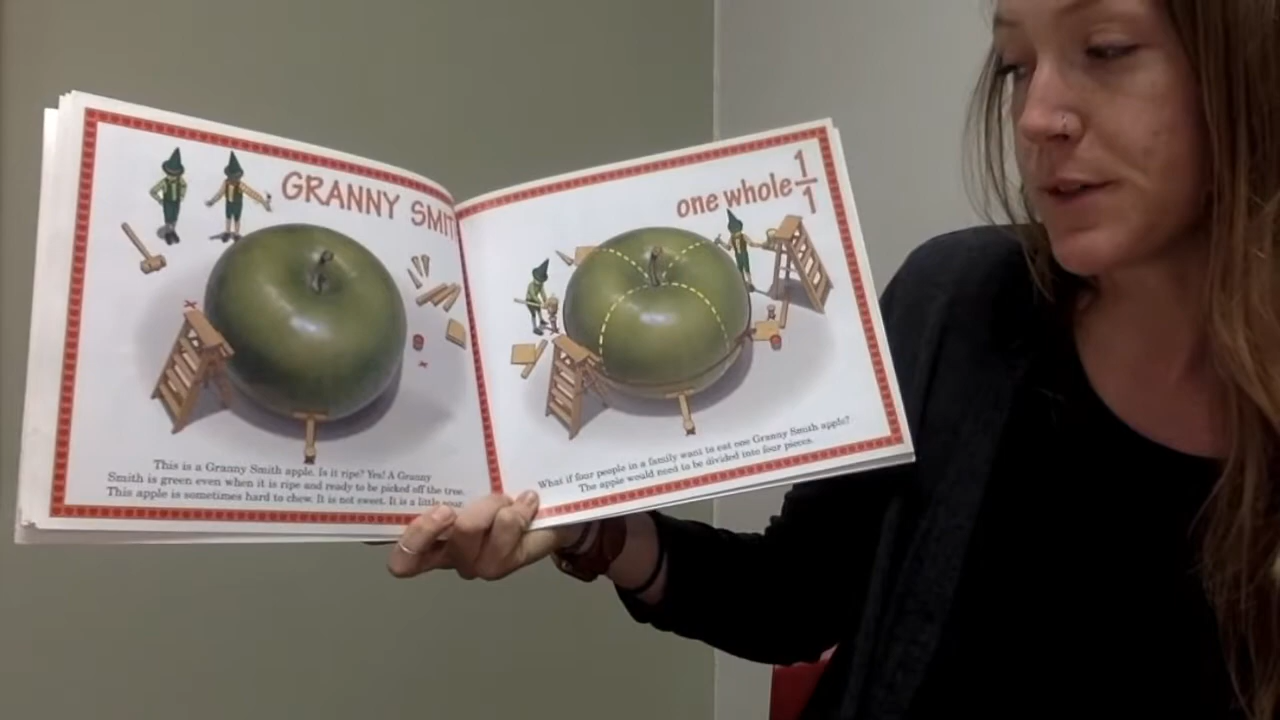 GRANNY SMIT
This is a Granny Smith apple. Is it ripe? Yes! A Granny
Smith is green even when it is ripe and ready to be picked off the tree.
This apple is sometimes hard to chew. It is not sweet. It is a little sour.
one whole 1/1
What if four people in a family want to eat one Granny Smith apple?
The apple would need to be divided into four pieces.